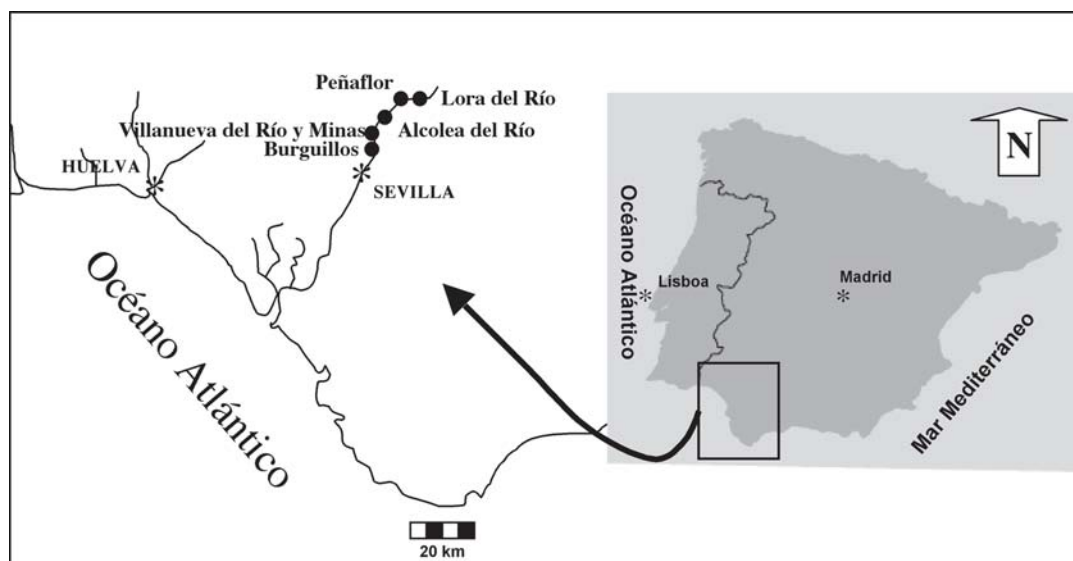 Peñaflor
Lora del Río
Villanueva del Río y Minas
Alcolea del Río
Burguillos
HUELVA
SEVILLA
Océano Atlántico
20 km
N
Océano Atlántico
Lisboa
Madrid
Mar Mediterráneo